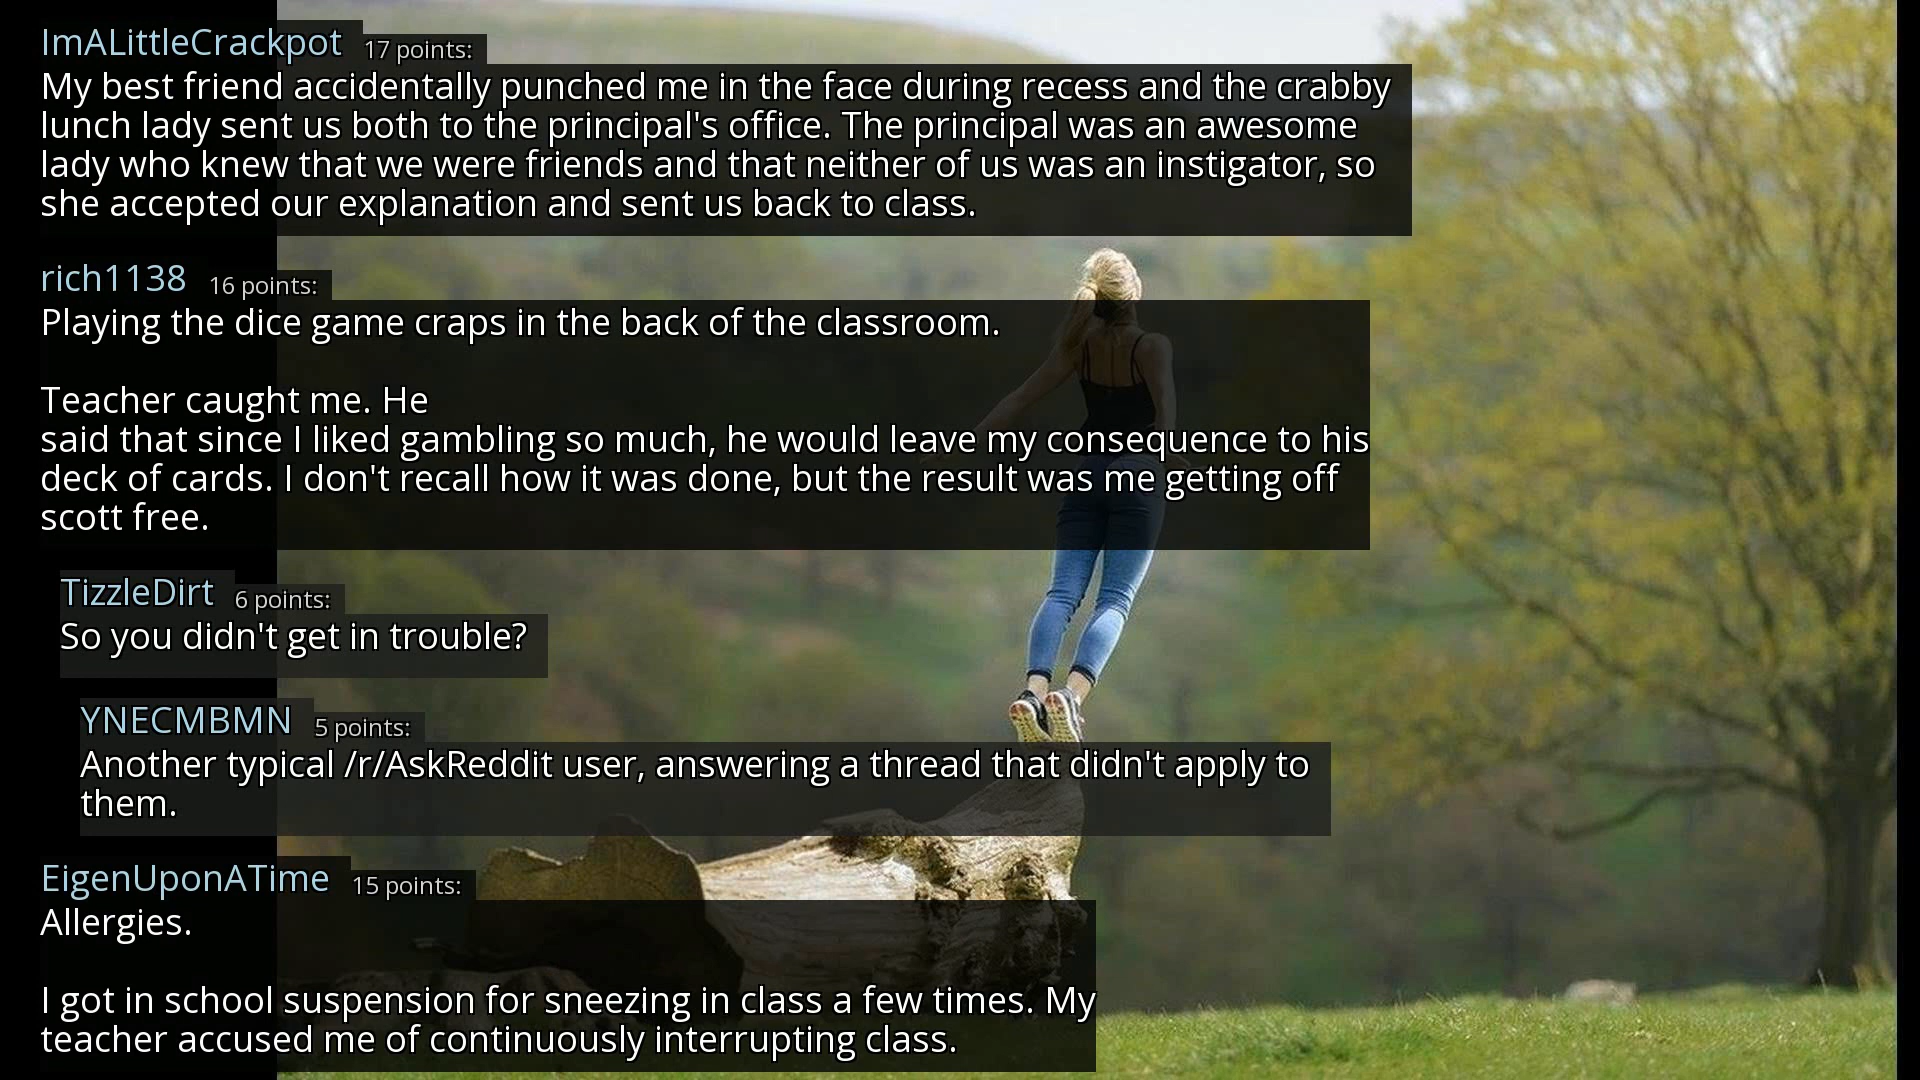 ImALittleCrackpot 17 points:
My best friend accidentally punched me in the face during recess and the crabby
lunch lady sent us both to the principal's office. The principal was an awesome
lady who knew that we were friends and that neither of us was an instigator, so
she accepted our explanation and sent us back to class.
rich1138 16 points:
Playing the dice game craps in the back of the classroom.
Teacher caught me. He
said that since I liked gambling so much, he would leave my consequence to his
deck of cards. I don't recall how it was done, but the result was me getting off
scott free.
TizzleDirt 6 points:
So you didn't get in trouble?
YNECMBMN 5 points:
Another typical /r/AskReddit user, answering a thread that didn't apply to
them.
EigenUponATime 15 points:
Allergies.
I got in school suspension for sneezing in class a few times. My
teacher accused me of continuously interrupting class.